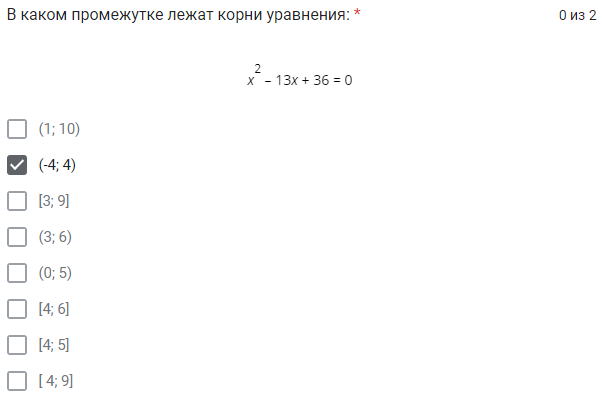 В каком промежутке лежат корни уравнения: * 0 из 2
x² – 13x + 36 = 0
(1; 10)
(-4; 4)
[3; 9]
(3; 6)
(0; 5)
[4; 6]
[4; 5]
[ 4; 9]